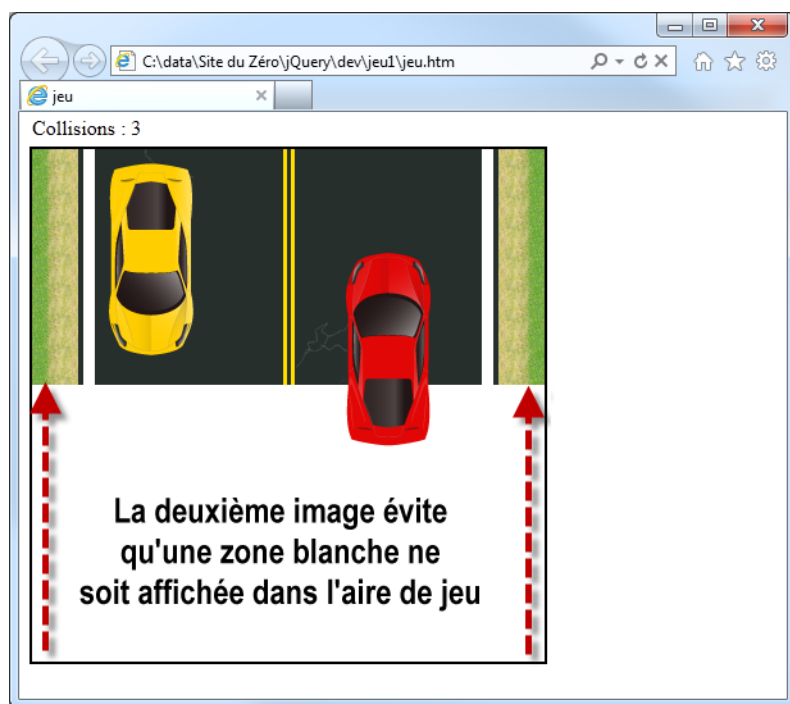 C:\data\Site du Zéro\jQuery\dev\jeu1\jeu.htm
jeu
Collisions : 3
La deuxième image évite
qu'une zone blanche ne
soit affichée dans l'aire de jeu